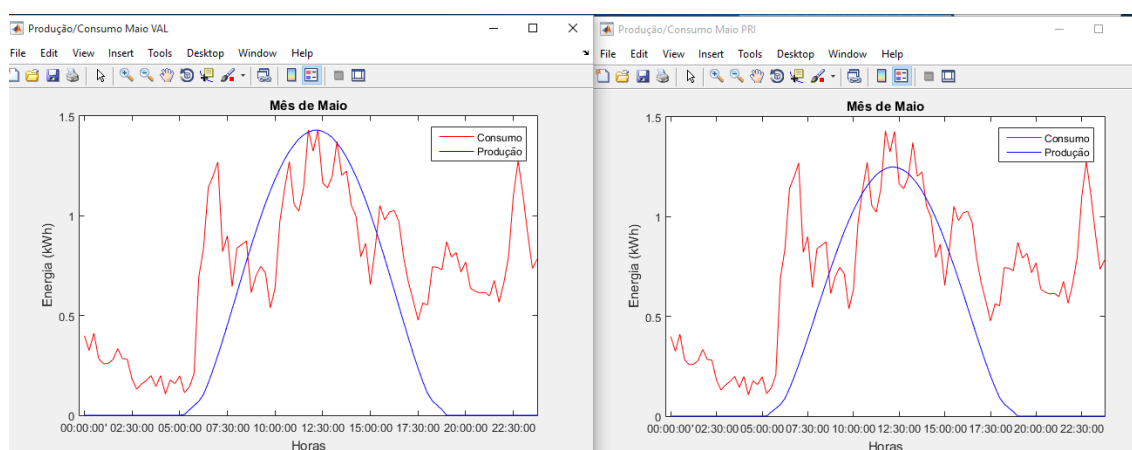 Produção/Consumo Maio VAL
File Edit View Insert Tools Desktop Window Help
Mês de Maio
1.5
1
0.5
0
Energia (kWh)
Consumo
Produção
00:00:00' 02:30:00 05:00:00 07:30:00 10:00:00 12:30:00 15:00:00 17:30:00 20:00:00 22:30:00
Horas
Produção/Consumo Maio PRI
File Edit View Insert Tools Desktop Window Help
Mês de Maio
1.5
1
0.5
0
Energia (kWh)
Consumo
Produção
00:00:00' 02:30:00 05:00:00 07:30:00 10:00:00 12:30:00 15:00:00 17:30:00 20:00:00 22:30:00
Horas